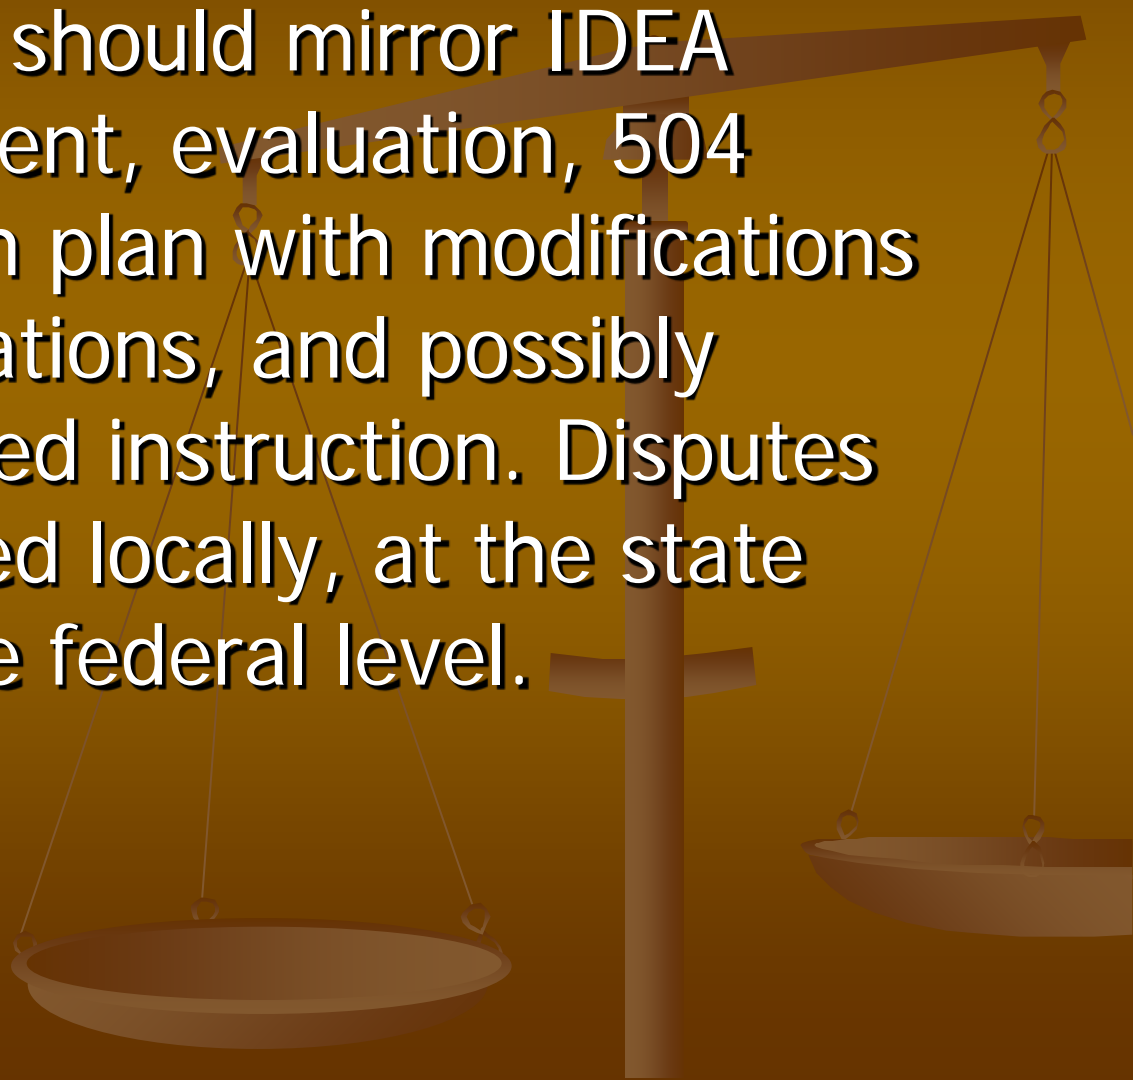 should mirror IDEA
ent, evaluation, 504
n plan with modifications
ations, and possibly
ed instruction. Disputes
ed locally, at the state
e federal level.